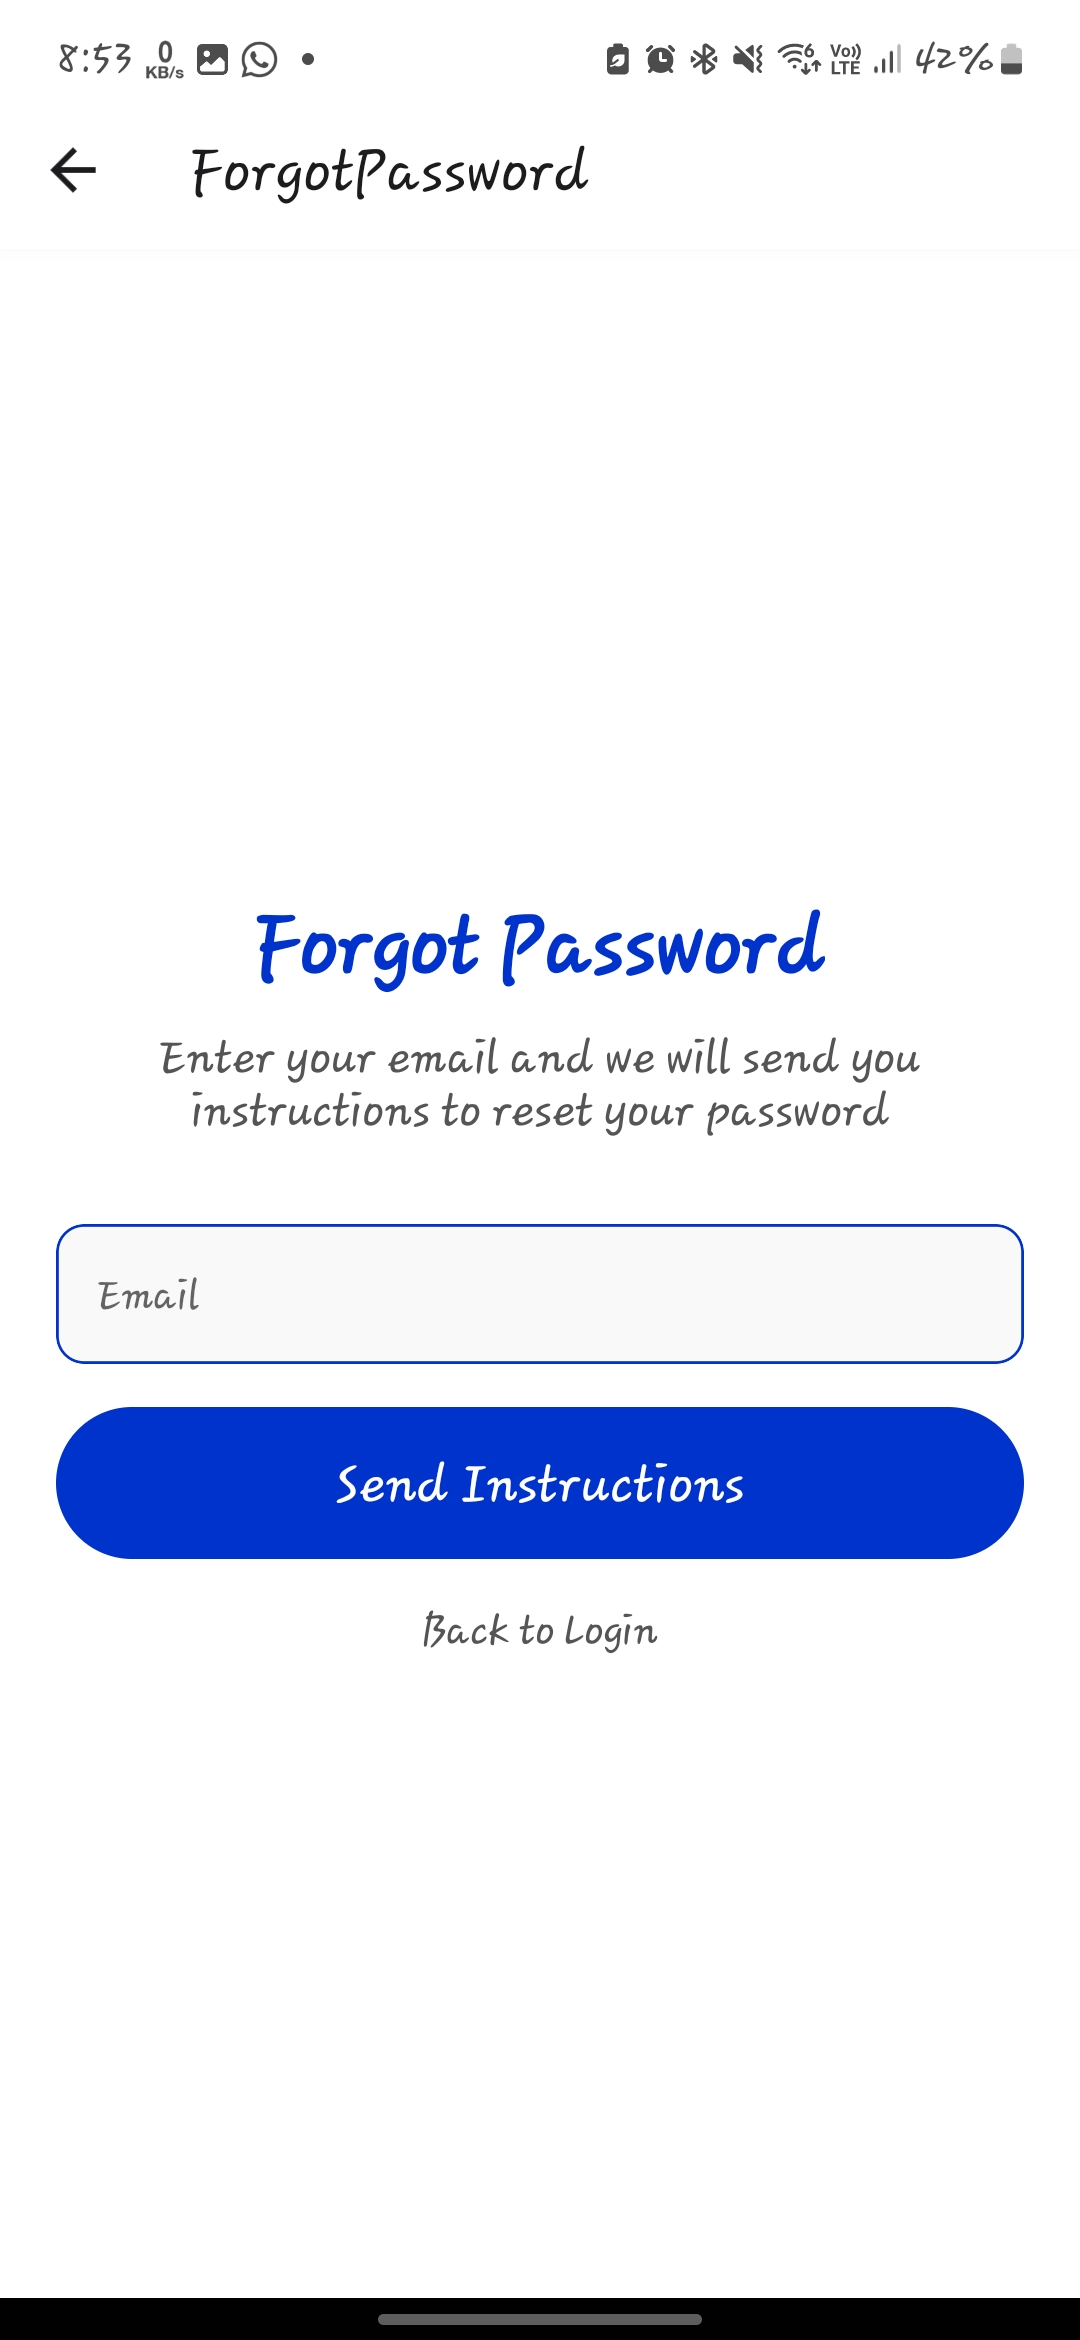 8:53 0 KB/s Vo)) LTE 42%
ForgotPassword
Forgot Password
Enter your email and we will send you
instructions to reset your password
Email
Send Instructions
Back to Login